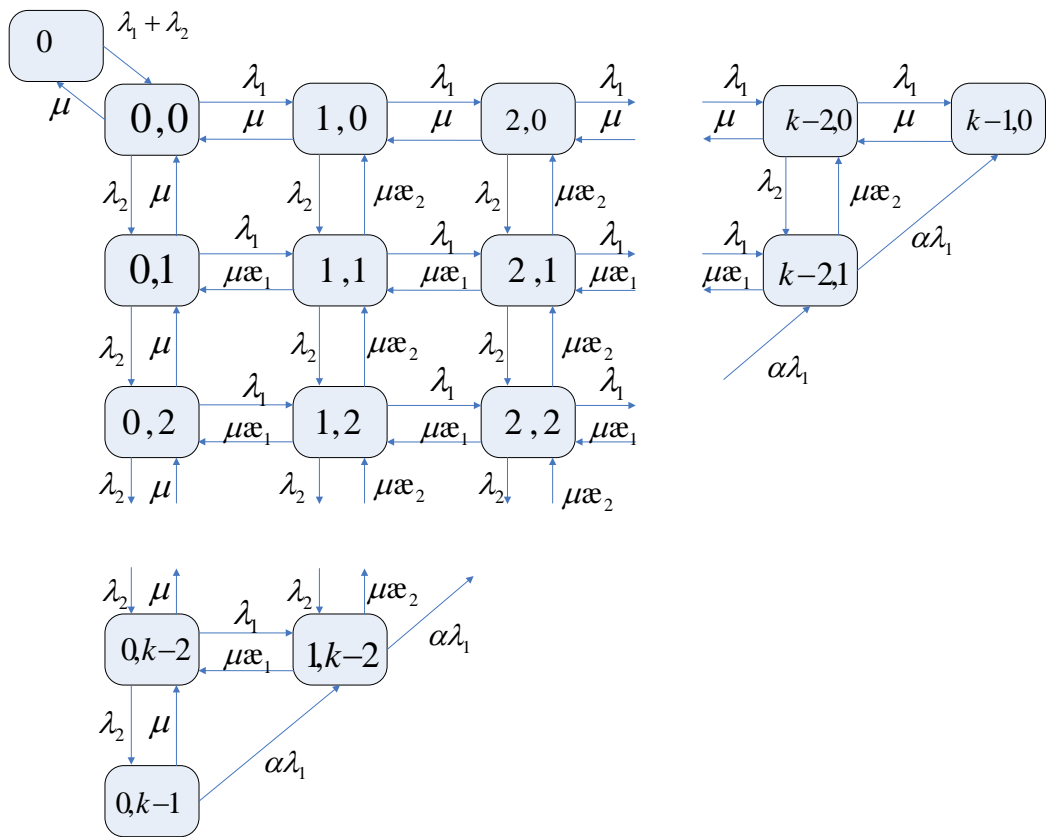 0 λ₁ + λ₂
μ 0,0 λ₁ μ 1,0 λ₁ μ 2,0 λ₁ μ λ₁ μ k−2,0 λ₁ μ k−1,0
λ₂ μ λ₂ μæ₂ λ₂ μæ₂ λ₂ μæ₂
0,1 λ₁ μæ₁ 1,1 λ₁ μæ₁ 2,1 λ₁ μæ₁ λ₁ μæ₁ k−2,1 αλ₁
λ₂ μ λ₂ μæ₂ λ₂ μæ₂ αλ₁
0,2 λ₁ μæ₁ 1,2 λ₁ μæ₁ 2,2 λ₁ μæ₁
λ₂ μ λ₂ μæ₂ λ₂ μæ₂
λ₂ μ λ₂ μæ₂
0,k−2 λ₁ μæ₁ 1,k−2 αλ₁
λ₂ μ
0,k−1 αλ₁